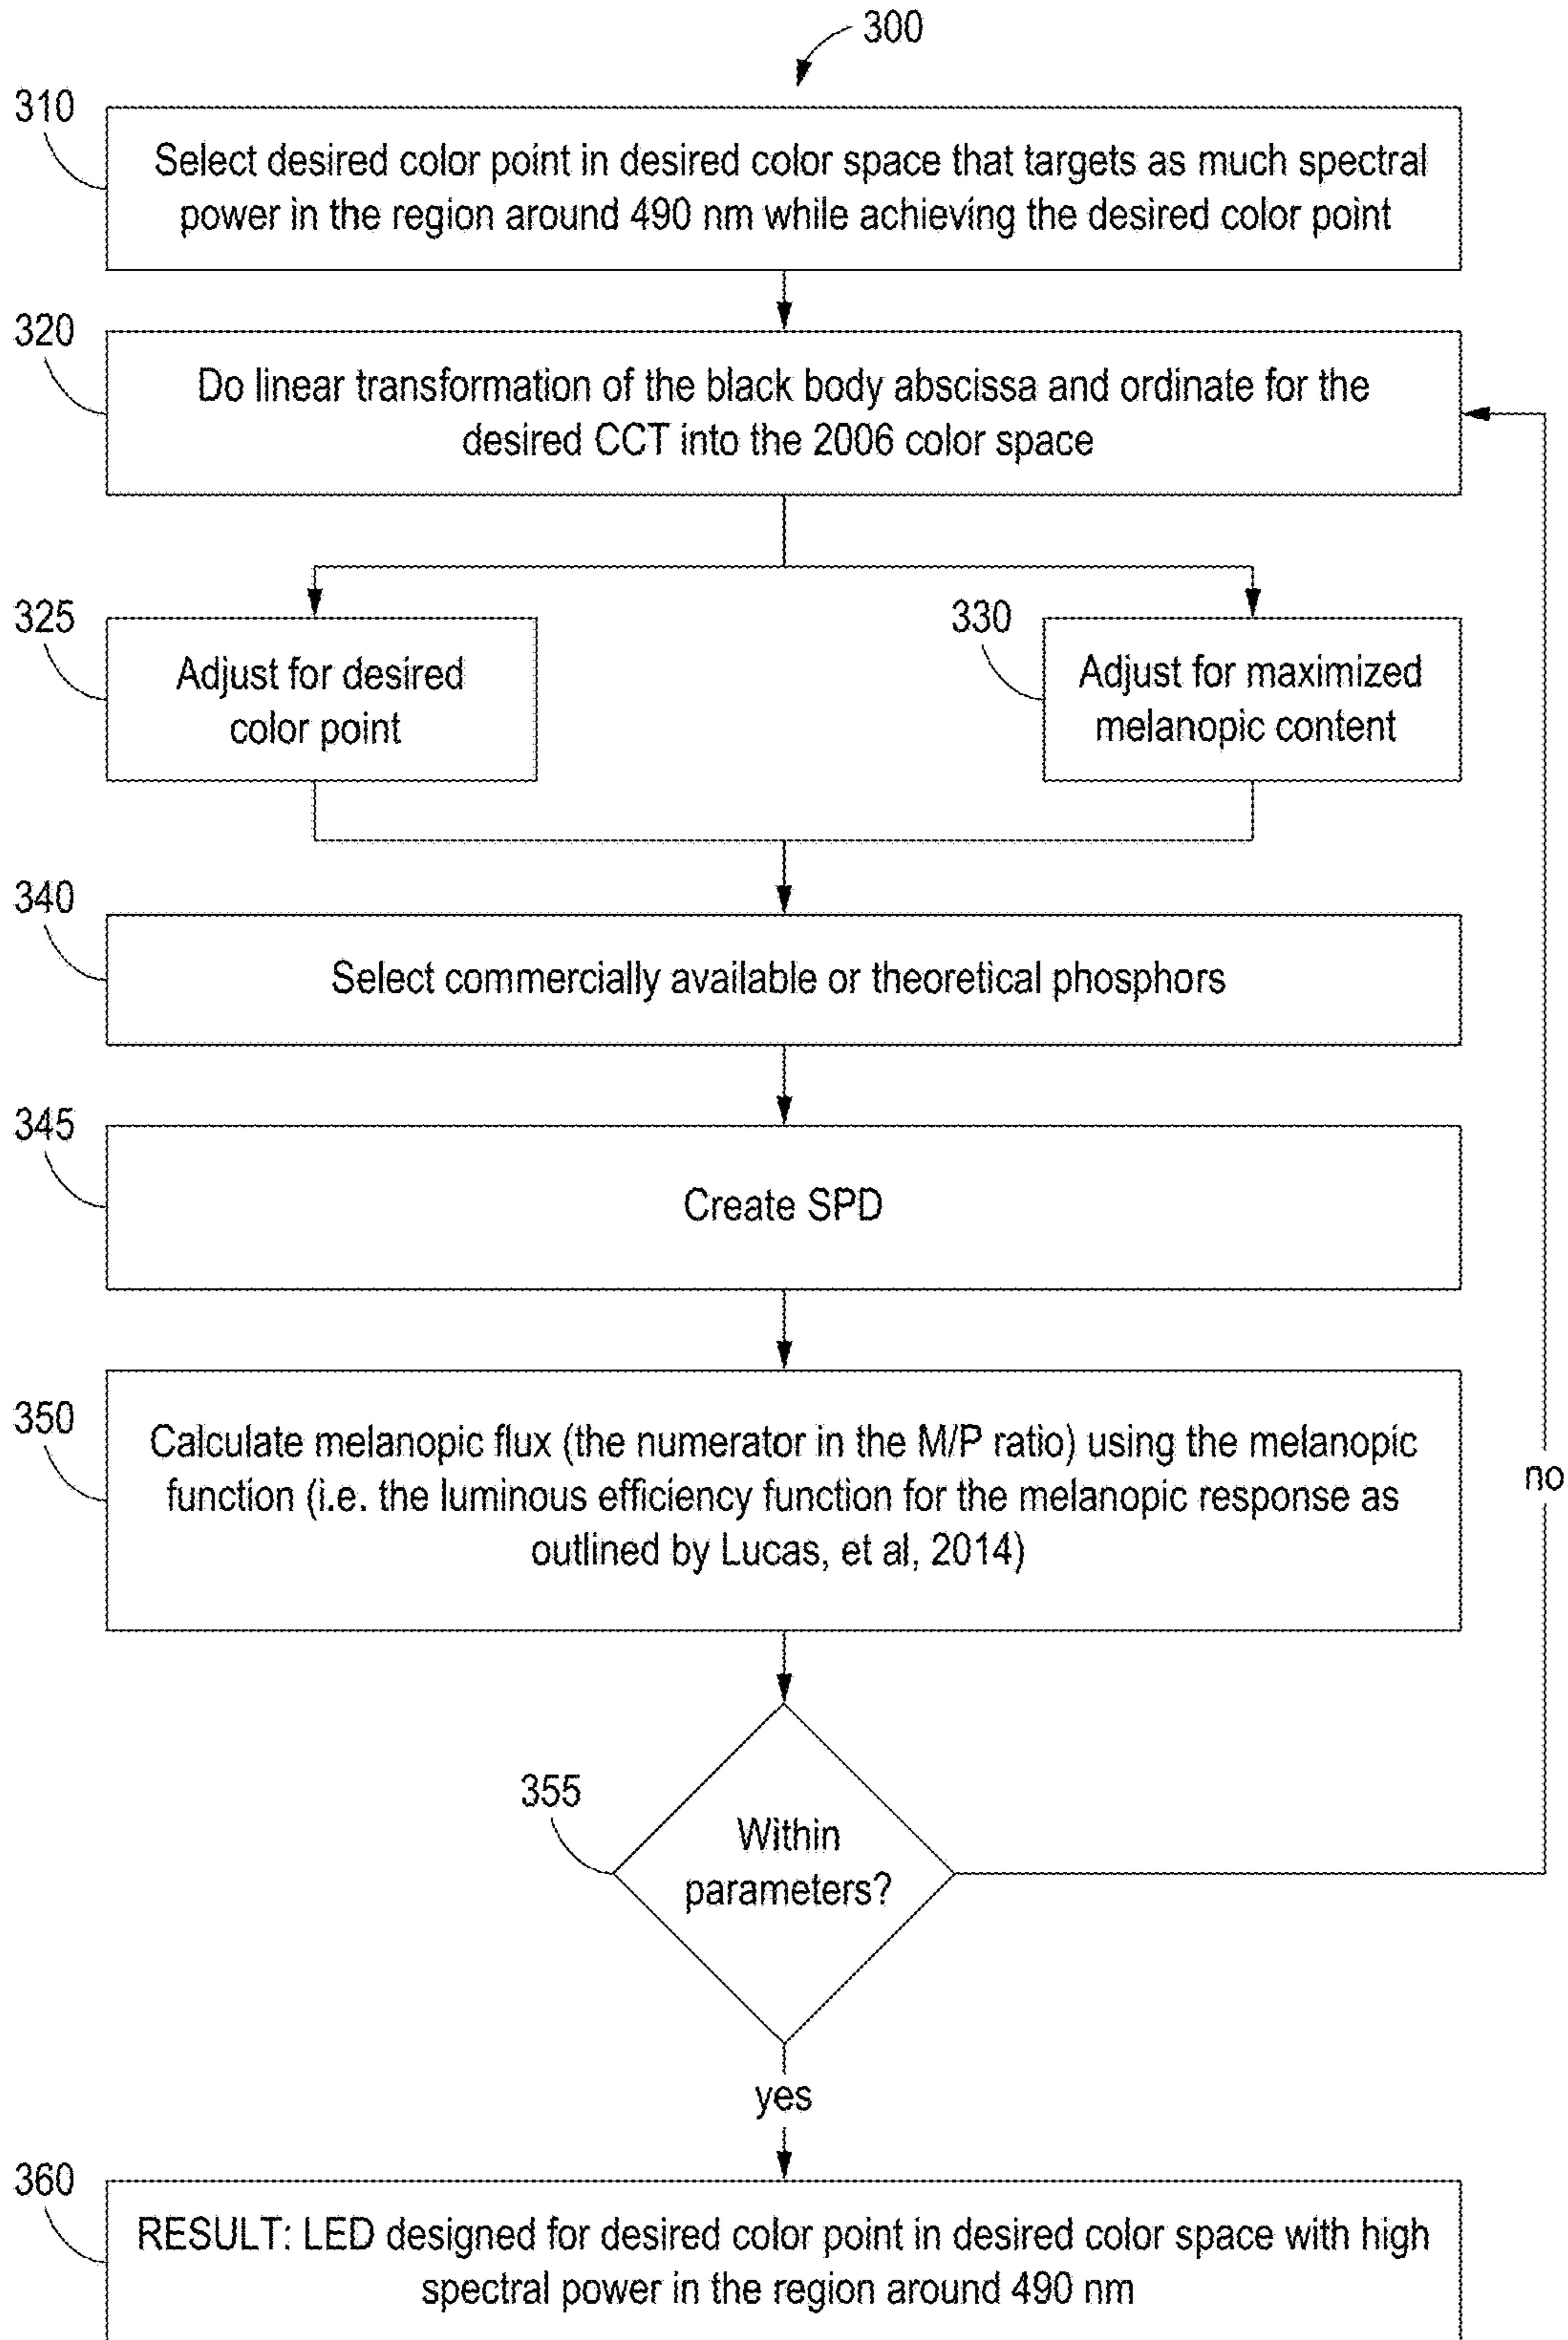 300
310
Select desired color point in desired color space that targets as much spectral
power in the region around 490 nm while achieving the desired color point
320
Do linear transformation of the black body abscissa and ordinate for the
desired CCT into the 2006 color space
325
Adjust for desired
color point
330
Adjust for maximized
melanopic content
340
Select commercially available or theoretical phosphors
345
Create SPD
350
Calculate melanopic flux (the numerator in the M/P ratio) using the melanopic
function (i.e. the luminous efficiency function for the melanopic response as
outlined by Lucas, et al, 2014)
no
355
Within
parameters?
yes
360
RESULT: LED designed for desired color point in desired color space with high
spectral power in the region around 490 nm